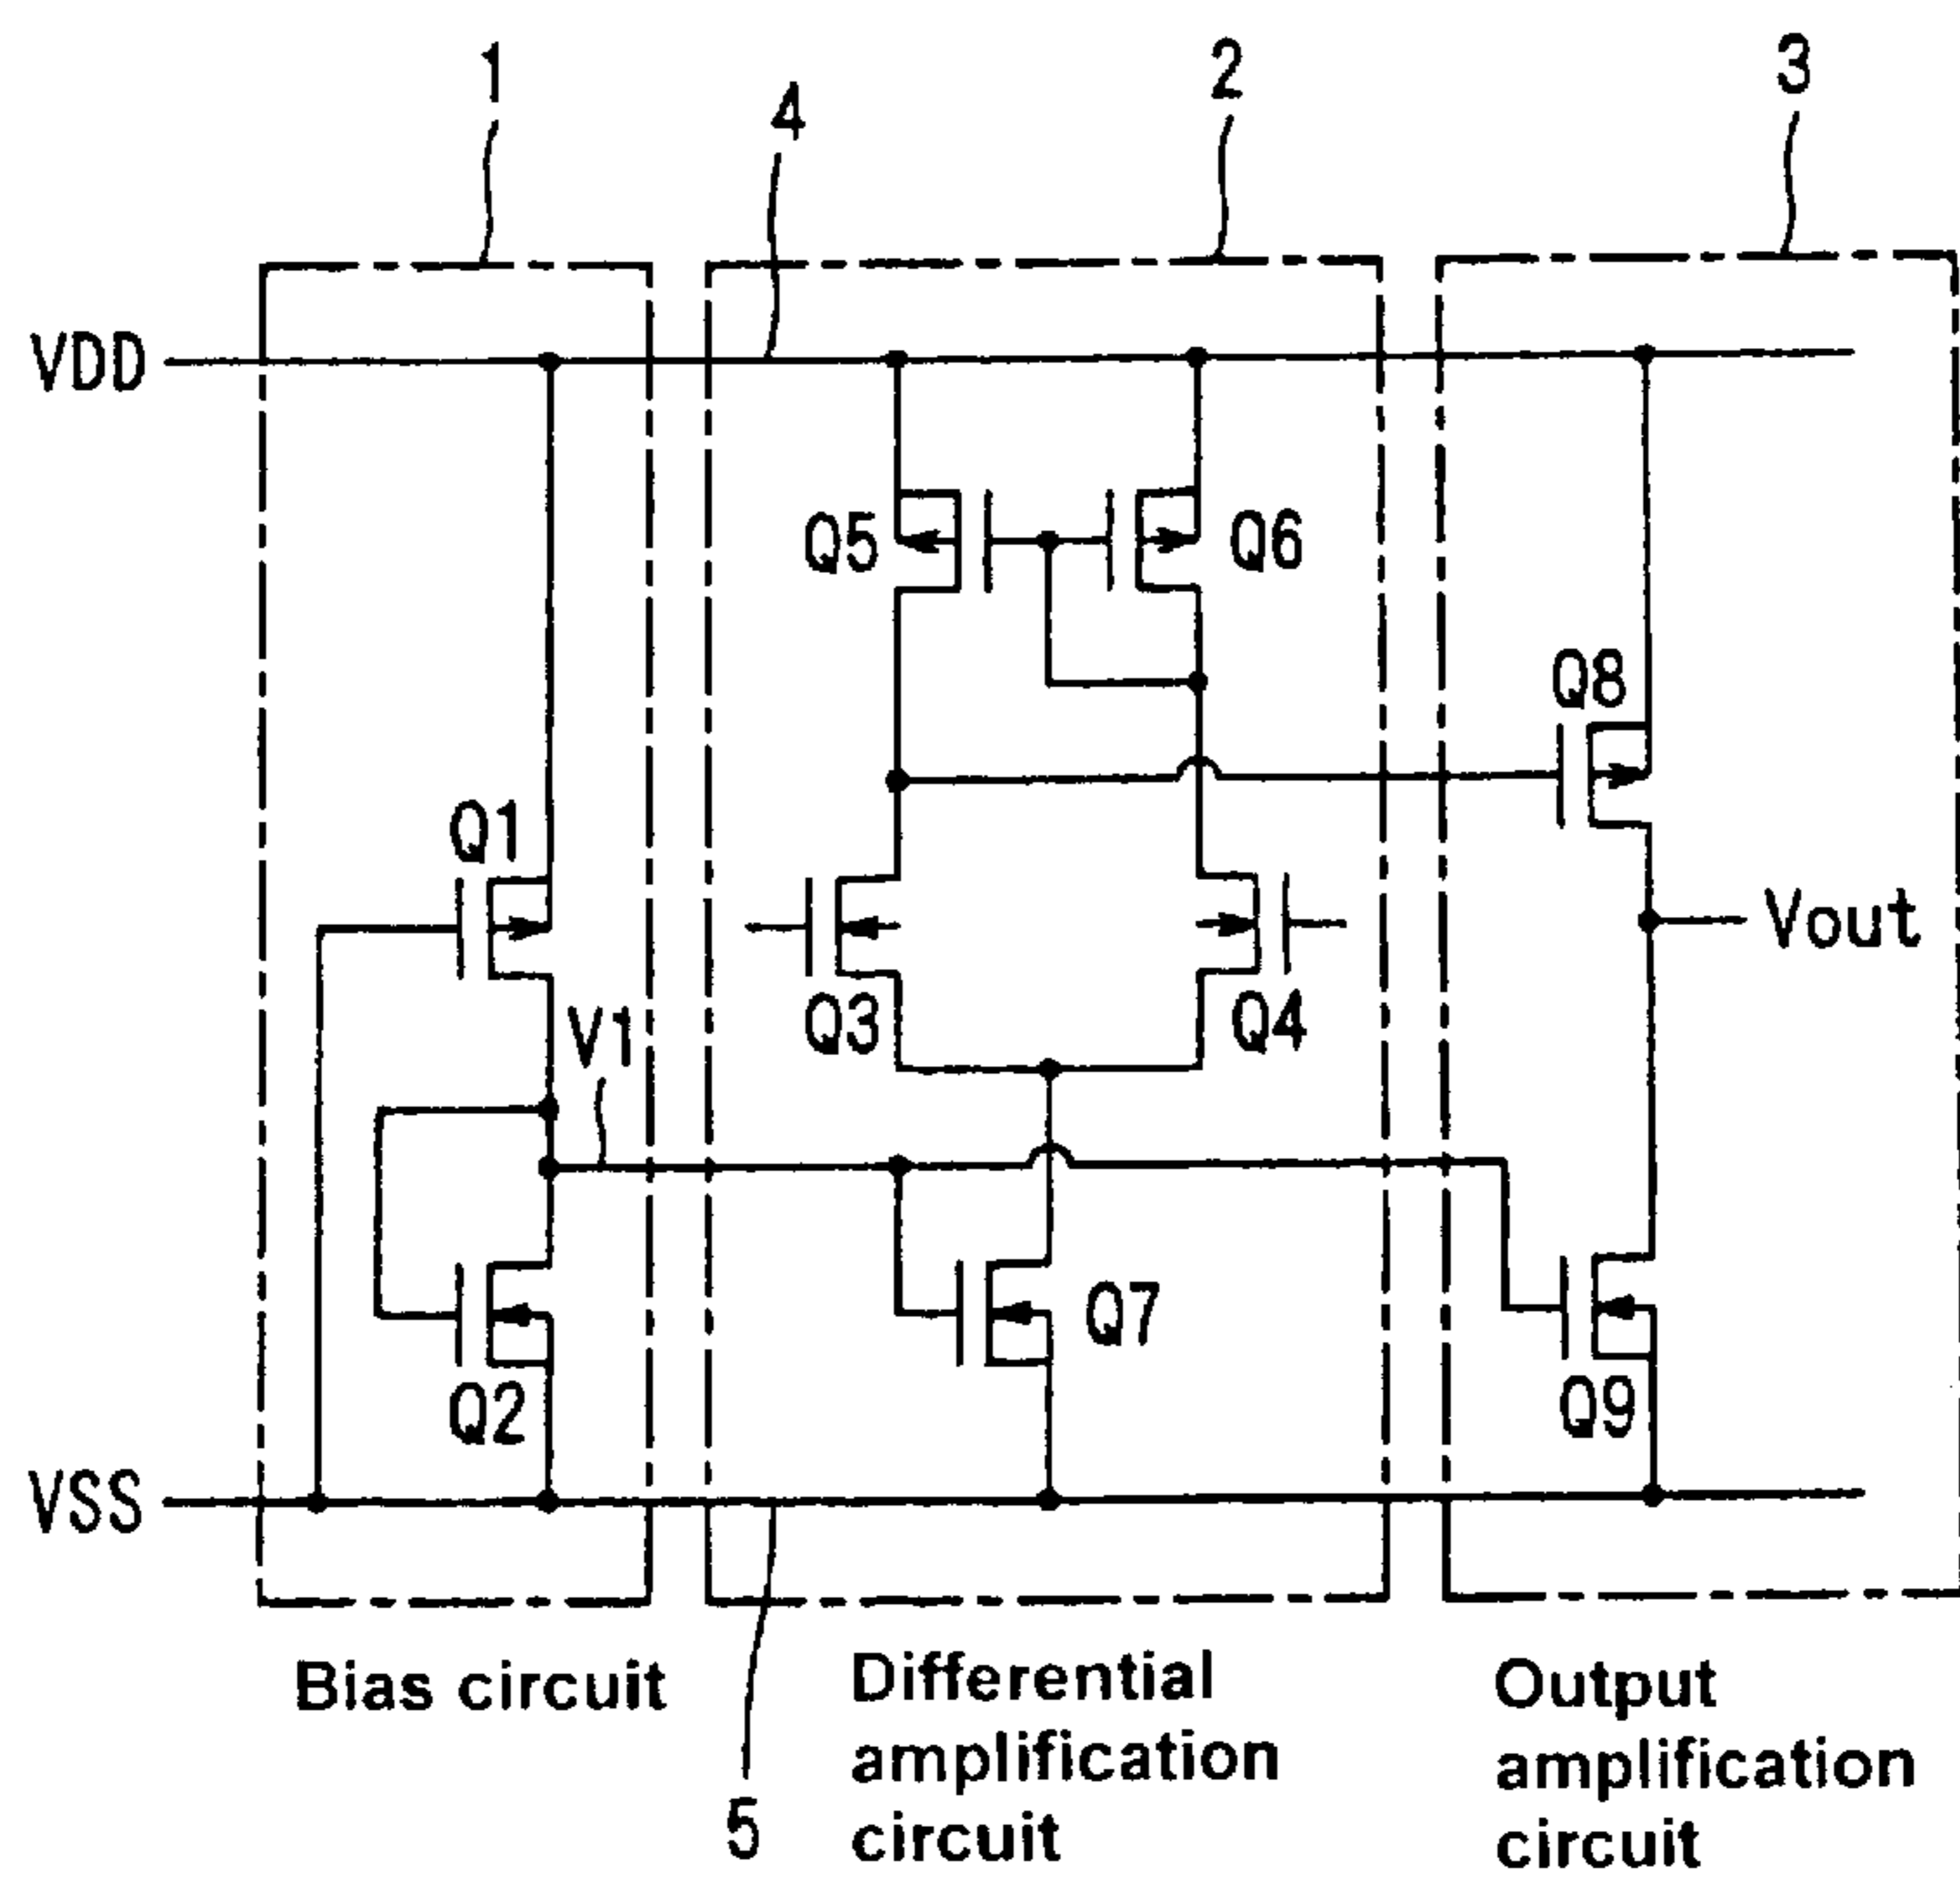 1
2
3
4
VDD
Q5
Q6
Q8
Q1
Vout
V1
Q3
Q4
Q7
Q2
Q9
VSS
Bias circuit
Differential
amplification
circuit
Output
amplification
circuit
5